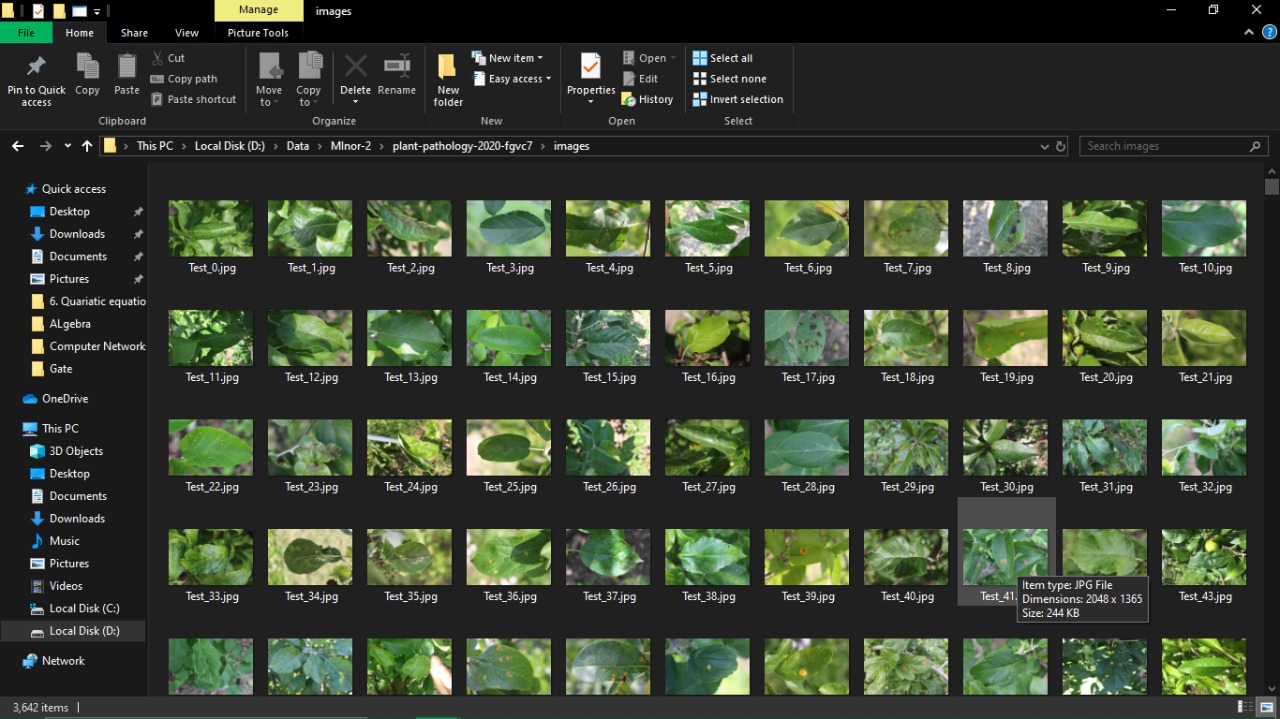 Manage
images
File
Home
Share
View
Picture Tools
Pin to Quick access
Copy
Paste
Cut
Copy path
Paste shortcut
Clipboard
Move to
Copy to
Delete
Rename
Organize
New folder
New item
Easy access
New
Properties
Open
Edit
History
Open
Select all
Select none
Invert selection
Select
This PC > Local Disk (D:) > Data > MInor-2 > plant-pathology-2020-fgvc7 > images
Search images
Quick access
Desktop
Downloads
Documents
Pictures
6. Quariatic equatio
ALgebra
Computer Network
Gate
OneDrive
This PC
3D Objects
Desktop
Documents
Downloads
Music
Pictures
Videos
Local Disk (C:)
Local Disk (D:)
Network
Test_0.jpg Test_1.jpg Test_2.jpg Test_3.jpg Test_4.jpg Test_5.jpg Test_6.jpg Test_7.jpg Test_8.jpg Test_9.jpg Test_10.jpg
Test_11.jpg Test_12.jpg Test_13.jpg Test_14.jpg Test_15.jpg Test_16.jpg Test_17.jpg Test_18.jpg Test_19.jpg Test_20.jpg Test_21.jpg
Test_22.jpg Test_23.jpg Test_24.jpg Test_25.jpg Test_26.jpg Test_27.jpg Test_28.jpg Test_29.jpg Test_30.jpg Test_31.jpg Test_32.jpg
Test_33.jpg Test_34.jpg Test_35.jpg Test_36.jpg Test_37.jpg Test_38.jpg Test_39.jpg Test_40.jpg Test_41. Test_43.jpg
Item type: JPG File
Dimensions: 2048 x 1365
Size: 244 KB
3,642 items